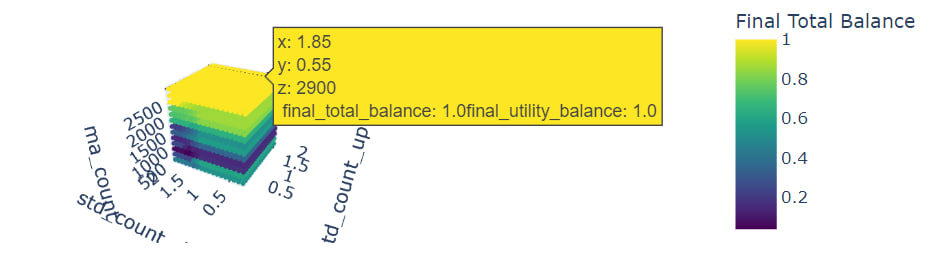 Final Total Balance
x: 1.85
y: 0.55
z: 2900
final_total_balance: 1.0final_utility_balance: 1.0
1
0.8
0.6
0.4
0.2
2500
2000
1500
1000
500
ma_count
1.5
1
0.5
std_count
2
1.5
1
0.5
td_count_up